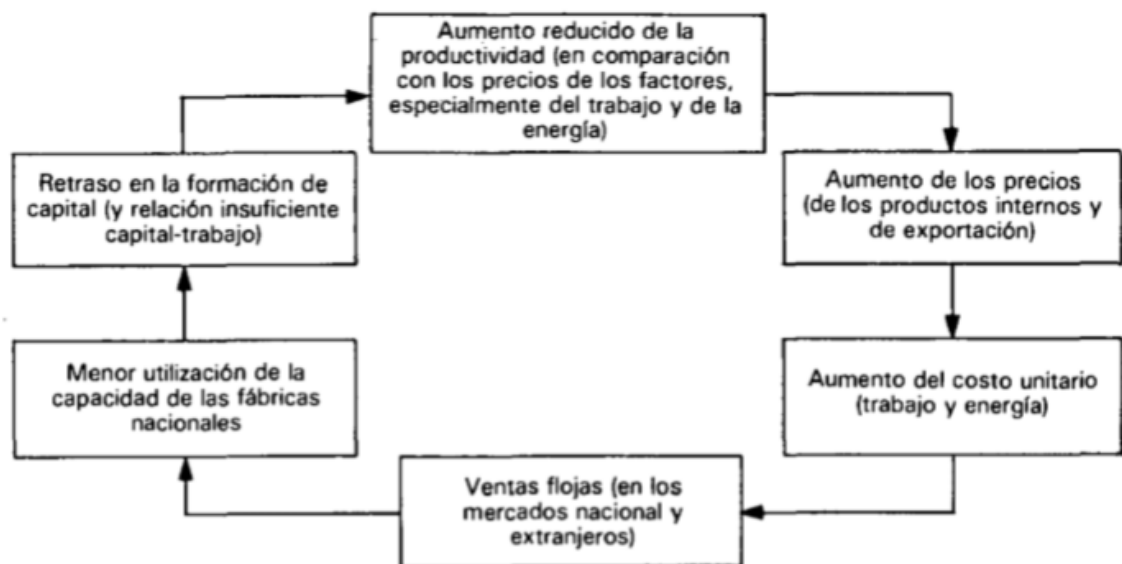 Aumento reducido de la
productividad (en comparación
con los precios de los factores,
especialmente del trabajo y de la
energía)
Aumento de los precios
(de los productos internos y
de exportación)
Aumento del costo unitario
(trabajo y energía)
Ventas flojas (en los
mercados nacional y
extranjeros)
Menor utilización de la
capacidad de las fábricas
nacionales
Retraso en la formación de
capital (y relación insuficiente
capital-trabajo)